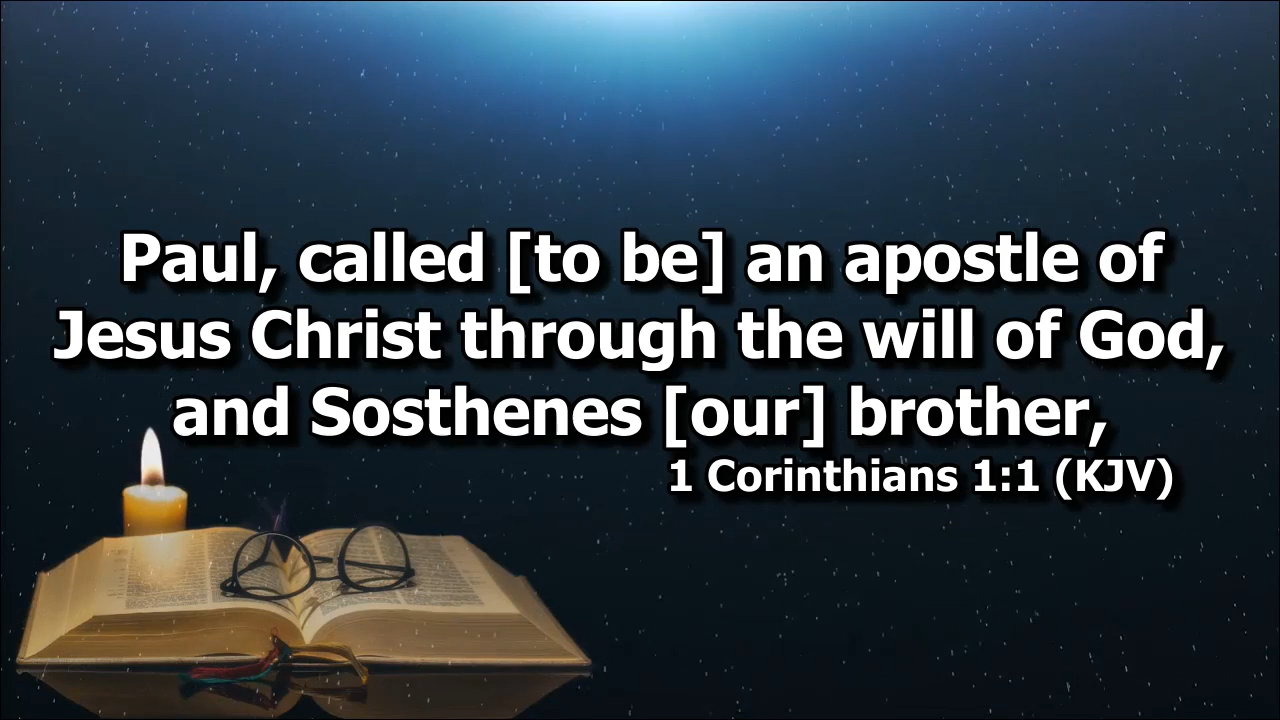 Paul, called [to be] an apostle of
Jesus Christ through the will of God,
and Sosthenes [our] brother,
1 Corinthians 1:1 (KJV)